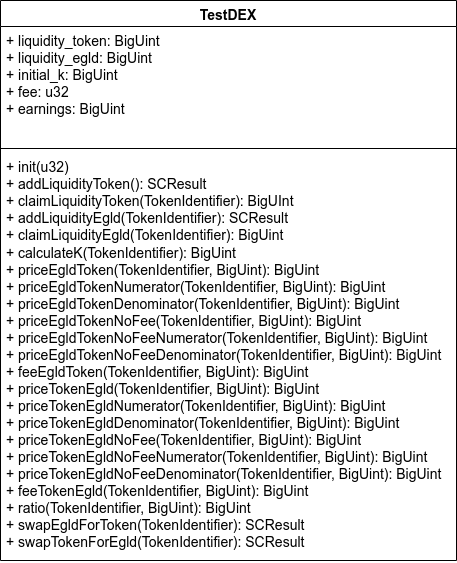 TestDEX
+ liquidity_token: BigUint
+ liquidity_egld: BigUint
+ initial_k: BigUint
+ fee: u32
+ earnings: BigUint
+ init(u32)
+ addLiquidityToken(): SCResult
+ claimLiquidityToken(TokenIdentifier): BigUInt
+ addLiquidityEgld(TokenIdentifier): SCResult
+ claimLiquidityEgld(TokenIdentifier): BigUint
+ calculateK(TokenIdentifier): BigUint
+ priceEgldToken(TokenIdentifier, BigUint): BigUint
+ priceEgldTokenNumerator(TokenIdentifier, BigUint): BigUint
+ priceEgldTokenDenominator(TokenIdentifier, BigUint): BigUint
+ priceEgldTokenNoFee(TokenIdentifier, BigUint): BigUint
+ priceEgldTokenNoFeeNumerator(TokenIdentifier, BigUint): BigUint
+ priceEgldTokenNoFeeDenominator(TokenIdentifier, BigUint): BigUint
+ feeEgldToken(TokenIdentifier, BigUint): BigUint
+ priceTokenEgld(TokenIdentifier, BigUint): BigUint
+ priceTokenEgldNumerator(TokenIdentifier, BigUint): BigUint
+ priceTokenEgldDenominator(TokenIdentifier, BigUint): BigUint
+ priceTokenEgldNoFee(TokenIdentifier, BigUint): BigUint
+ priceTokenEgldNoFeeNumerator(TokenIdentifier, BigUint): BigUint
+ priceTokenEgldNoFeeDenominator(TokenIdentifier, BigUint): BigUint
+ feeTokenEgld(TokenIdentifier, BigUint): BigUint
+ ratio(TokenIdentifier, BigUint): BigUint
+ swapEgldForToken(TokenIdentifier): SCResult
+ swapTokenForEgld(TokenIdentifier): SCResult